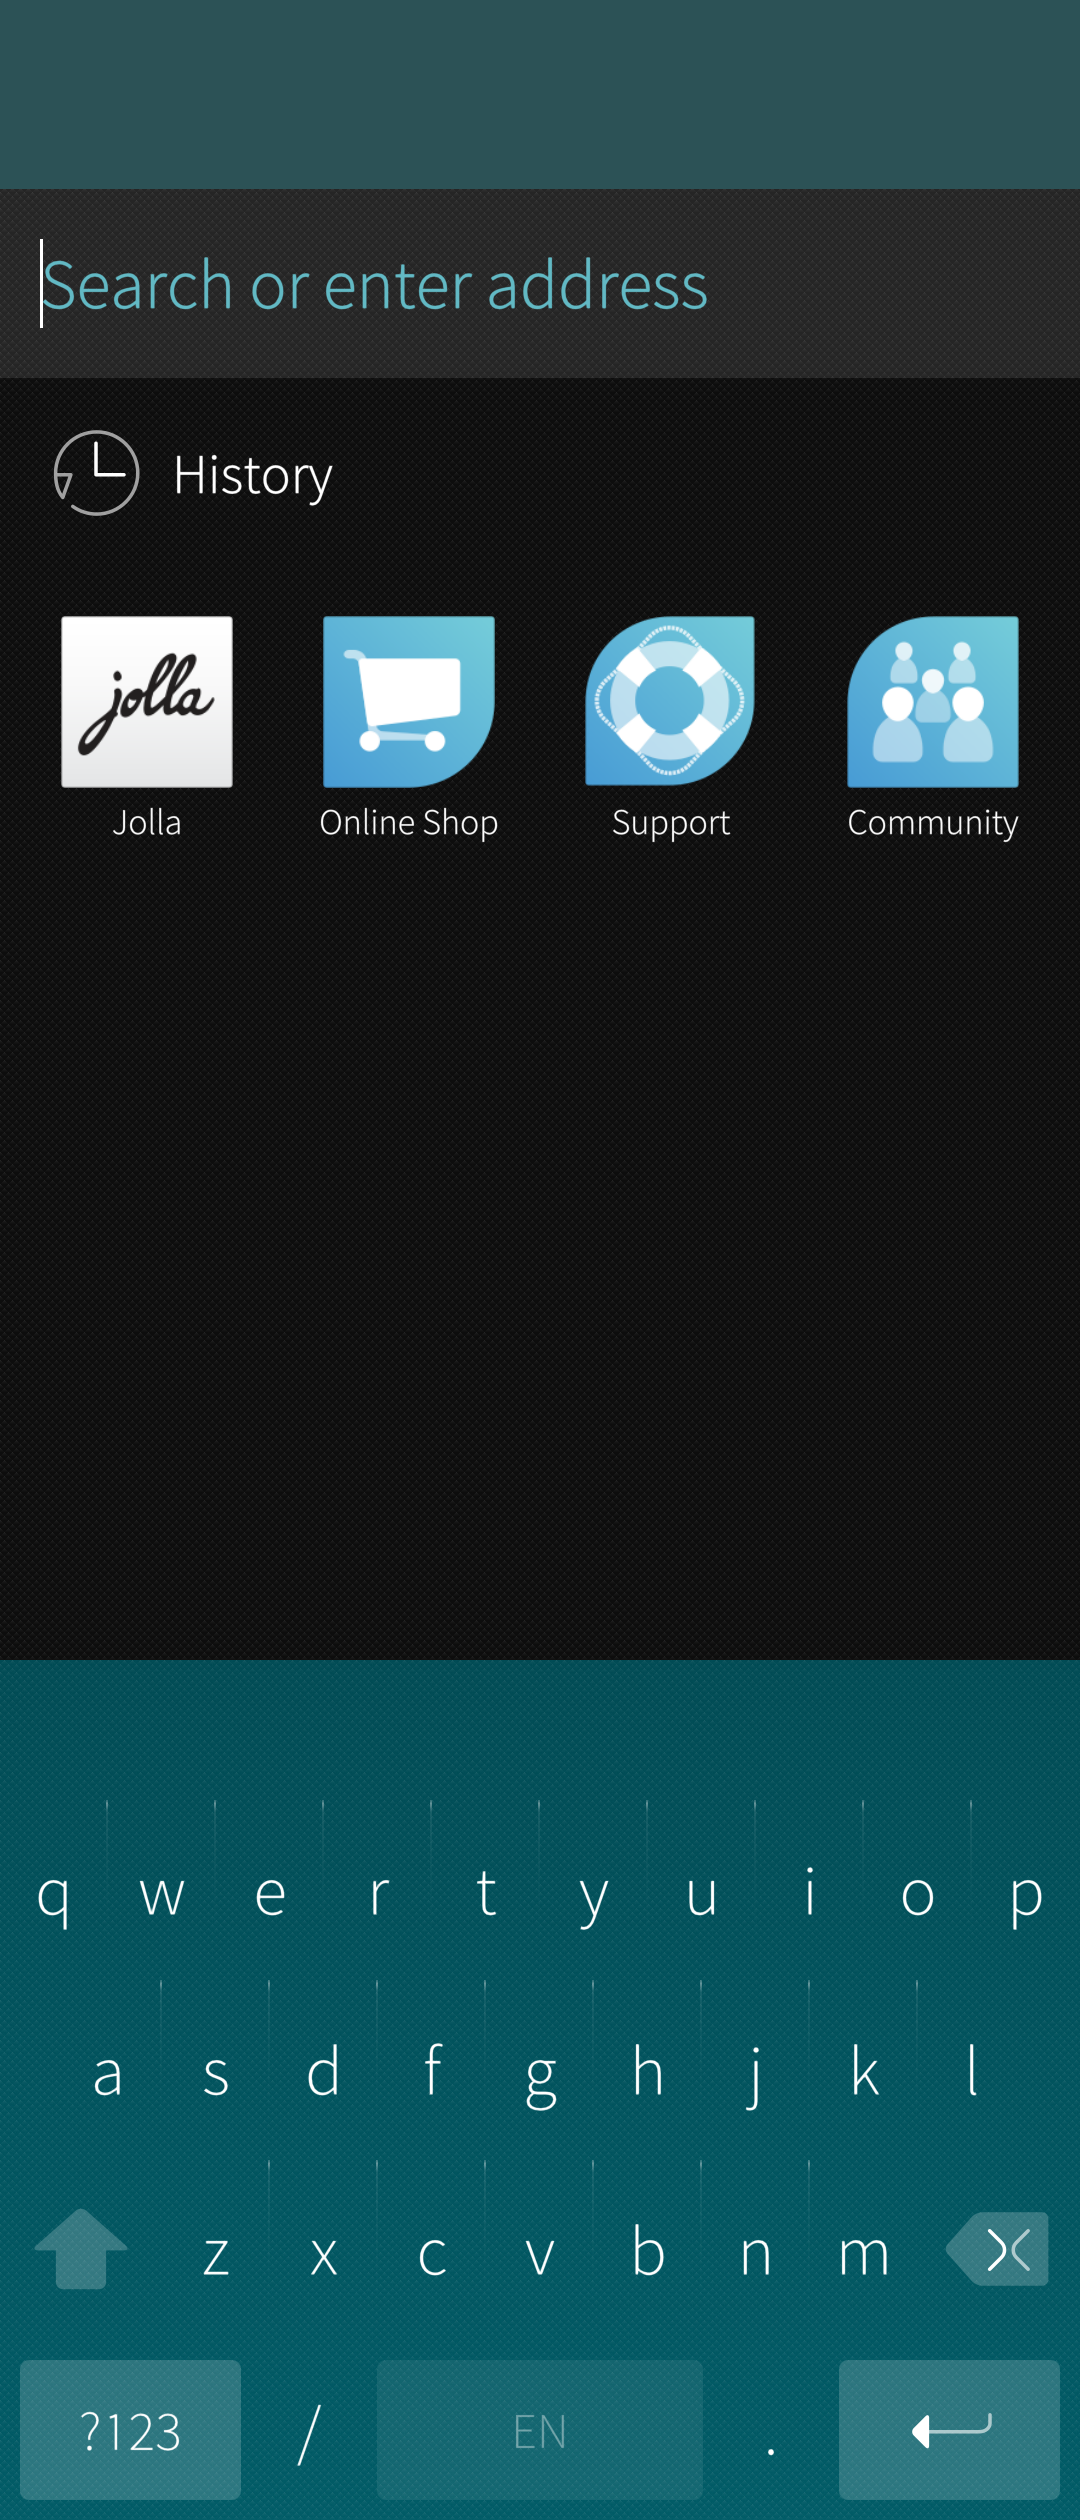 Search or enter address
History
jolla
Jolla Online Shop Support Community
q w e r t y u i o p
a s d f g h j k l
z x c v b n m
?123 / EN .